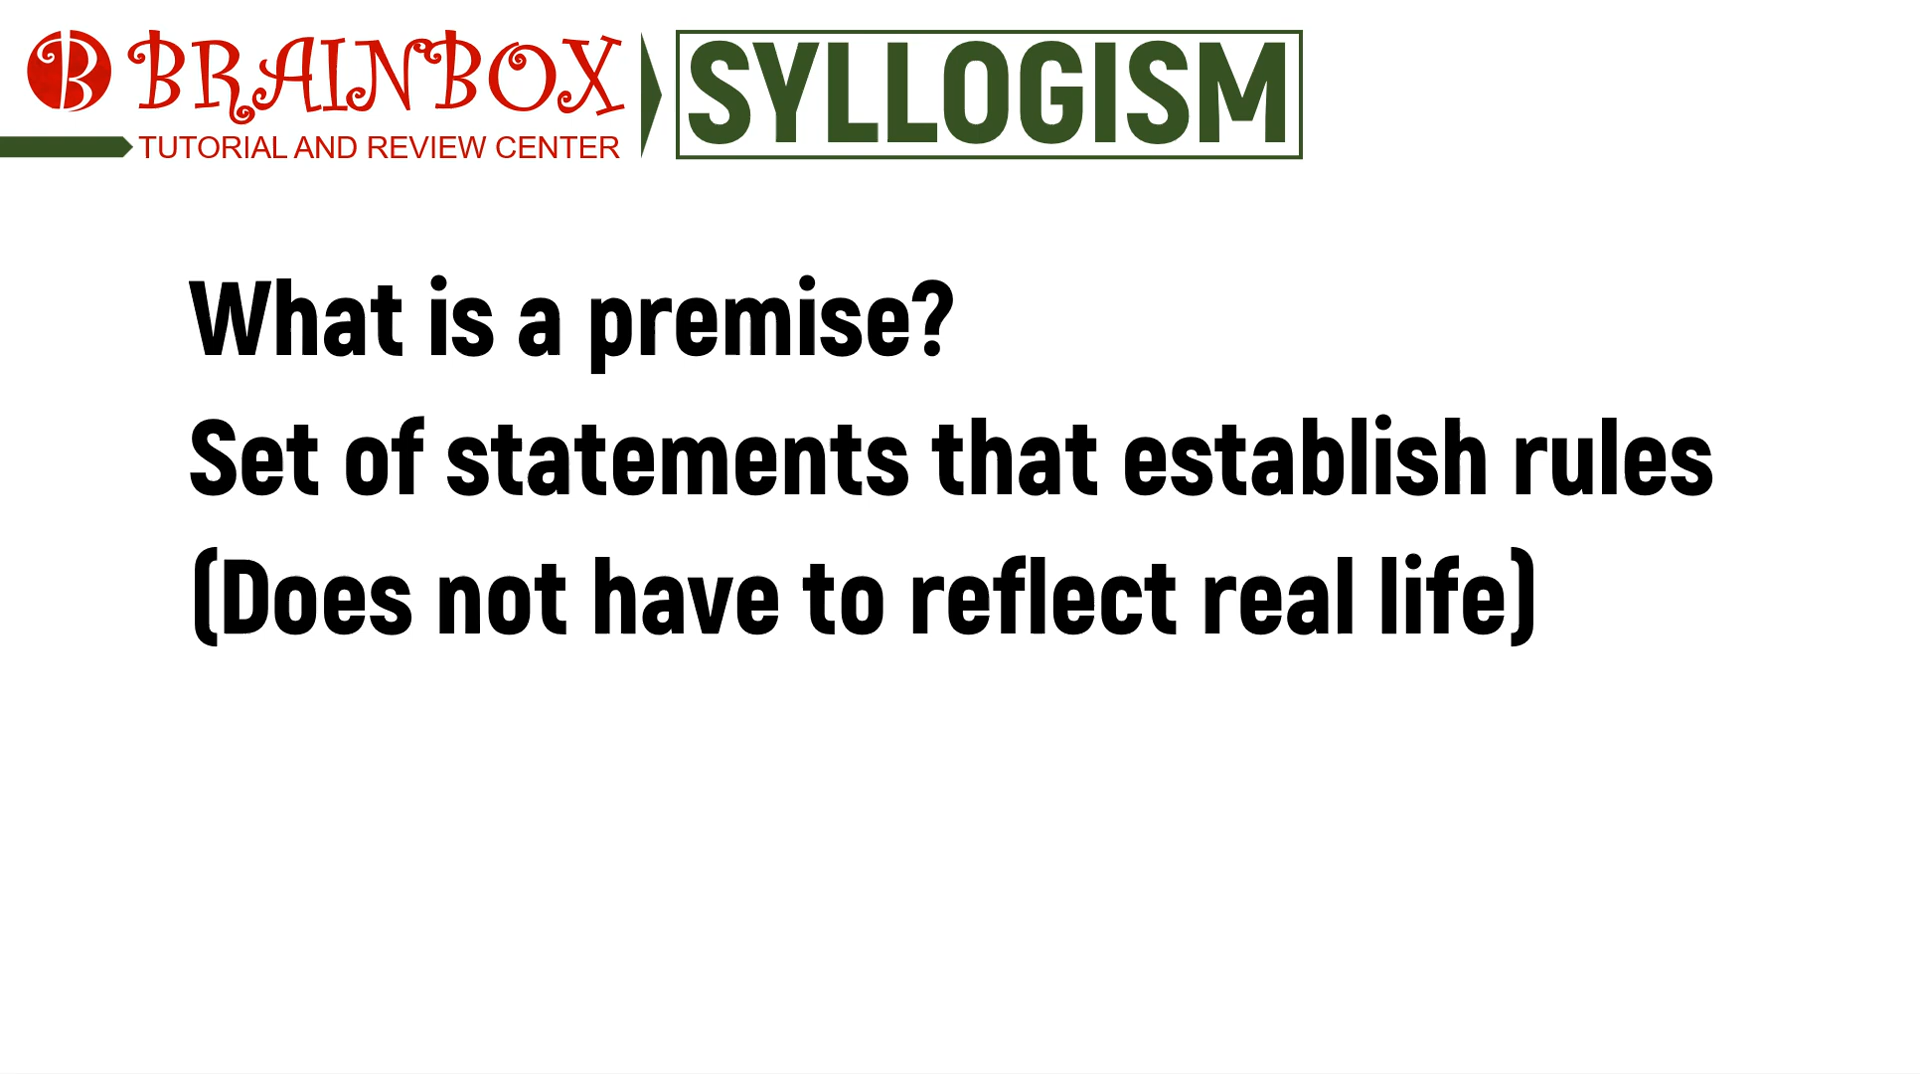 B BRAINBOX
TUTORIAL AND REVIEW CENTER
SYLLOGISM
What is a premise?
Set of statements that establish rules
(Does not have to reflect real life)